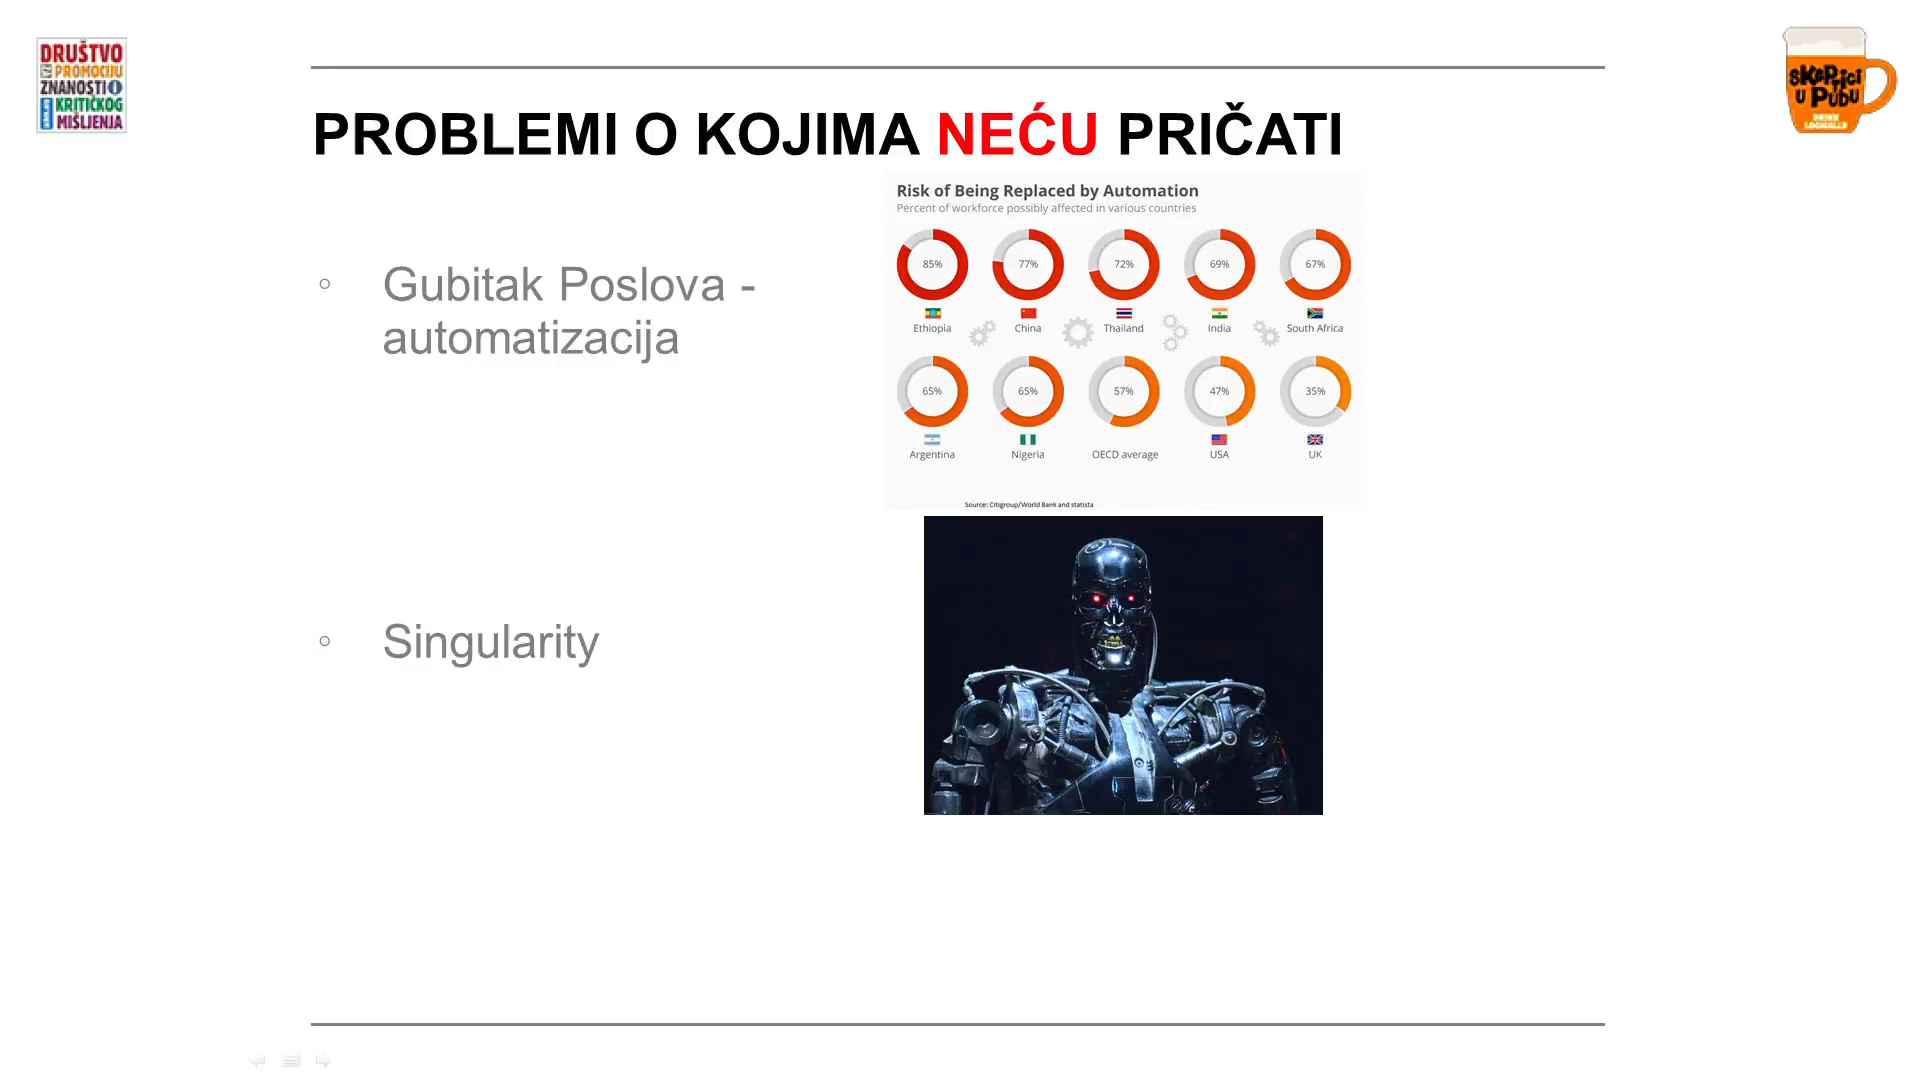 DRUŠTVO
ZA PROMOCIJU
ZNANOSTI I
KRITIČKOG
MIŠLJENJA
SKEPTICI
U PUBU
DRINK
LOGICALLY
PROBLEMI O KOJIMA NEĆU PRIČATI
◦ Gubitak Poslova -
automatizacija
Risk of Being Replaced by Automation
Percent of workforce possibly affected in various countries
85% 77% 72% 69% 67%
Ethiopia China Thailand India South Africa
65% 65% 57% 47% 35%
Argentina Nigeria OECD average USA UK
Source: Citigroup/World Bank and statista
◦ Singularity